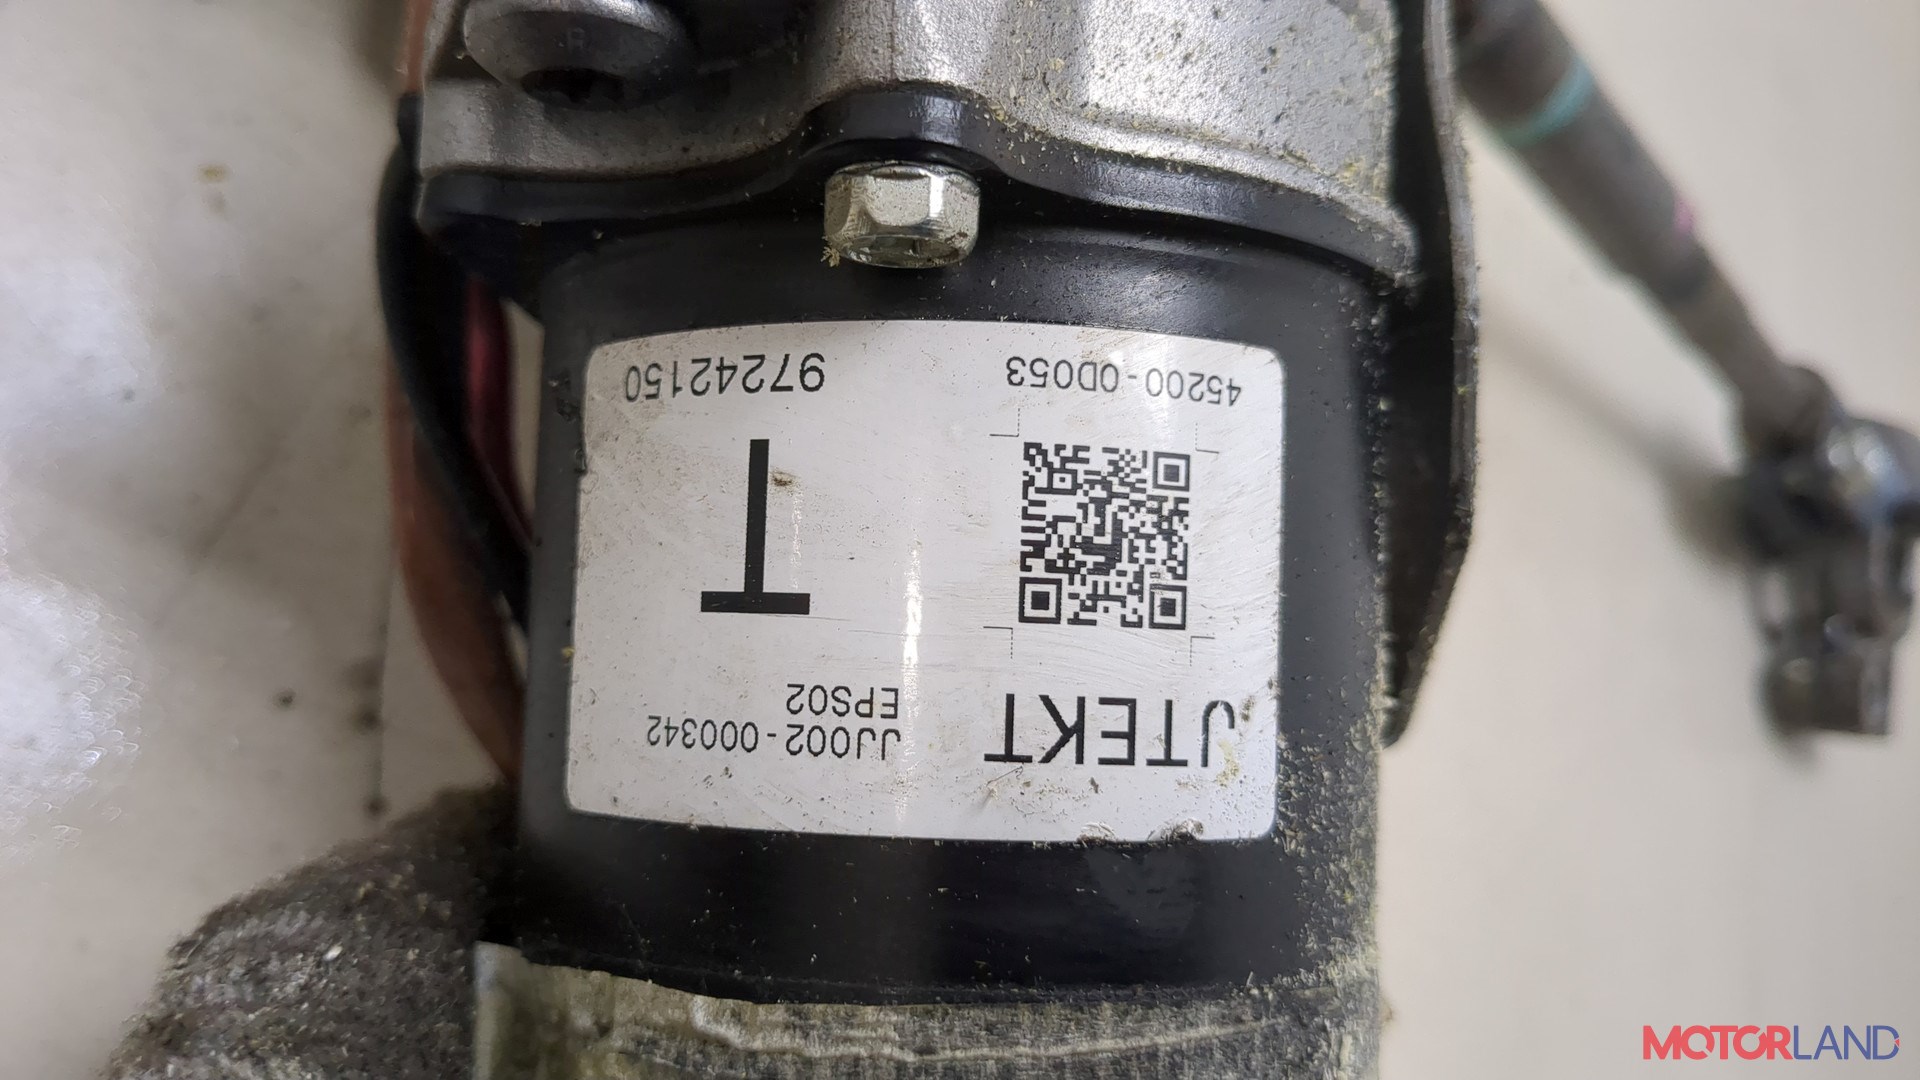 JTEKT
JJ002-000342
EPS02
T
45200-0D053
97242150
MOTORLAND